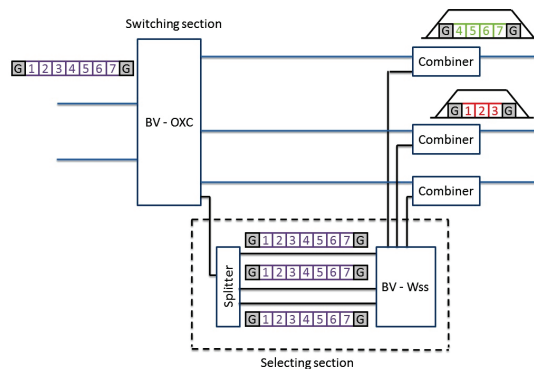 Switching section
G 4 5 6 7 G
Combiner
G 1 2 3 4 5 6 7 G
G 1 2 3 G
BV - OXC
Combiner
Combiner
G 1 2 3 4 5 6 7 G
G 1 2 3 4 5 6 7 G
Splitter
BV - Wss
G 1 2 3 4 5 6 7 G
Selecting section